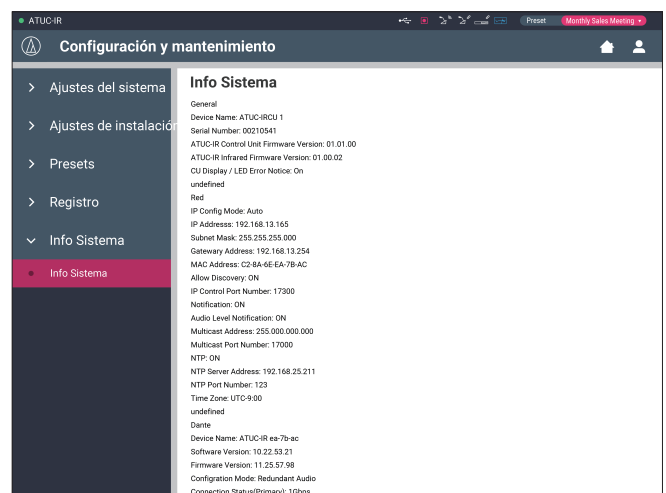 ATUC-IR
Preset
Monthly Sales Meeting
Configuración y mantenimiento
Ajustes del sistema
Ajustes de instalación
Presets
Registro
Info Sistema
Info Sistema
Info Sistema
General
Device Name: ATUC-IRCU 1
Serial Number: 00210541
ATUC-IR Control Unit Firmware Version: 01.01.00
ATUC-IR Infrared Firmware Version: 01.00.02
CU Display / LED Error Notice: On
undefined
Red
IP Config Mode: Auto
IP Addresss: 192.168.13.165
Subnet Mask: 255.255.255.000
Gatewary Address: 192.168.13.254
MAC Address: C2-8A-6E-EA-7B-AC
Allow Discovery: ON
IP Control Port Number: 17300
Notification: ON
Audio Level Notification: ON
Multicast Address: 255.000.000.000
Multicast Port Number: 17000
NTP: ON
NTP Server Address: 192.168.25.211
NTP Port Number: 123
Time Zone: UTC-9:00
undefined
Dante
Device Name: ATUC-IR ea-7b-ac
Software Version: 10.22.53.21
Firmware Version: 11.25.57.98
Configration Mode: Redundant Audio
Connection Status(Primary): 1Gbps